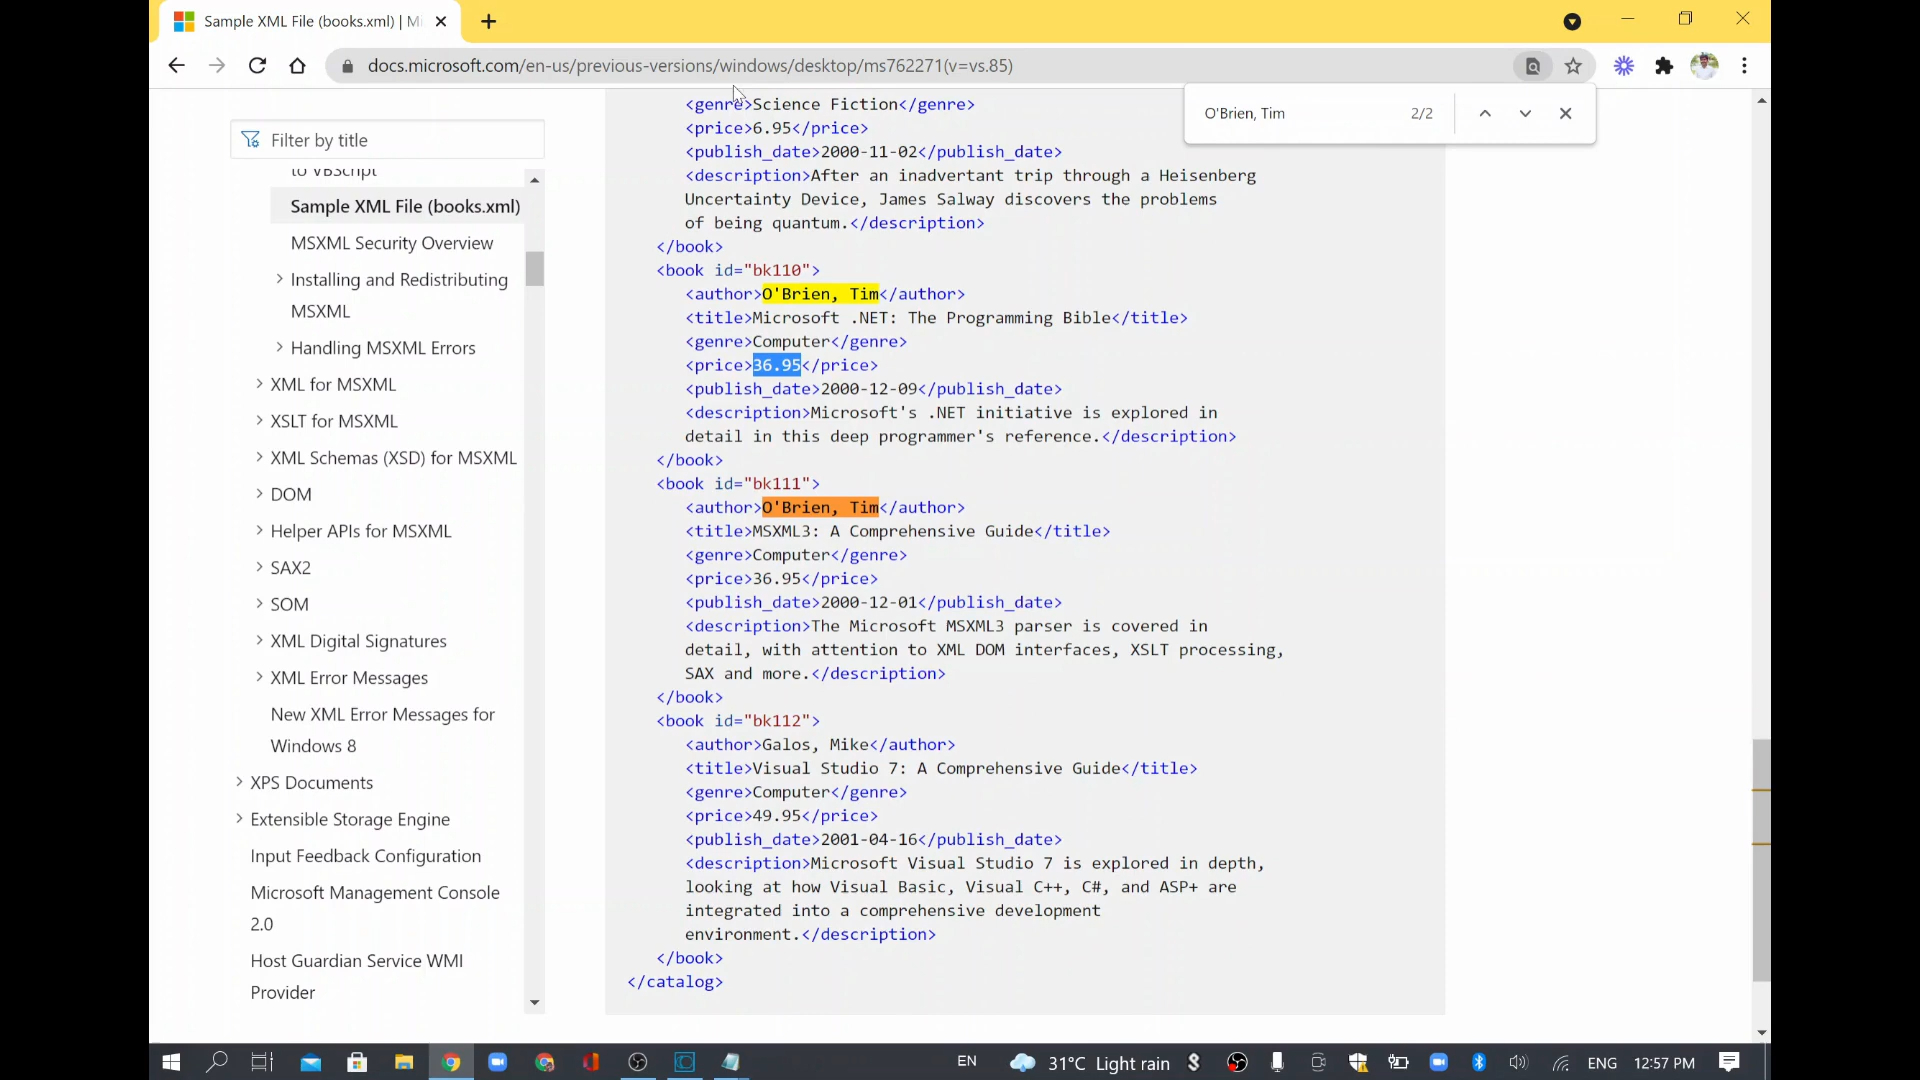 Sample XML File (books.xml) | Mi
docs.microsoft.com/en-us/previous-versions/windows/desktop/ms762271(v=vs.85)
O'Brien, Tim 2/2
Filter by title
to VBScript
Sample XML File (books.xml)
MSXML Security Overview
Installing and Redistributing
MSXML
Handling MSXML Errors
XML for MSXML
XSLT for MSXML
XML Schemas (XSD) for MSXML
DOM
Helper APIs for MSXML
SAX2
SOM
XML Digital Signatures
XML Error Messages
New XML Error Messages for
Windows 8
XPS Documents
Extensible Storage Engine
Input Feedback Configuration
Microsoft Management Console
2.0
Host Guardian Service WMI
Provider
<genre>Science Fiction</genre>
<price>6.95</price>
<publish_date>2000-11-02</publish_date>
<description>After an inadvertant trip through a Heisenberg
Uncertainty Device, James Salway discovers the problems
of being quantum.</description>
</book>
<book id="bk110">
<author>O'Brien, Tim</author>
<title>Microsoft .NET: The Programming Bible</title>
<genre>Computer</genre>
<price>36.95</price>
<publish_date>2000-12-09</publish_date>
<description>Microsoft's .NET initiative is explored in
detail in this deep programmer's reference.</description>
</book>
<book id="bk111">
<author>O'Brien, Tim</author>
<title>MSXML3: A Comprehensive Guide</title>
<genre>Computer</genre>
<price>36.95</price>
<publish_date>2000-12-01</publish_date>
<description>The Microsoft MSXML3 parser is covered in
detail, with attention to XML DOM interfaces, XSLT processing,
SAX and more.</description>
</book>
<book id="bk112">
<author>Galos, Mike</author>
<title>Visual Studio 7: A Comprehensive Guide</title>
<genre>Computer</genre>
<price>49.95</price>
<publish_date>2001-04-16</publish_date>
<description>Microsoft Visual Studio 7 is explored in depth,
looking at how Visual Basic, Visual C++, C#, and ASP+ are
integrated into a comprehensive development
environment.</description>
</book>
</catalog>
EN 31°C Light rain ENG 12:57 PM